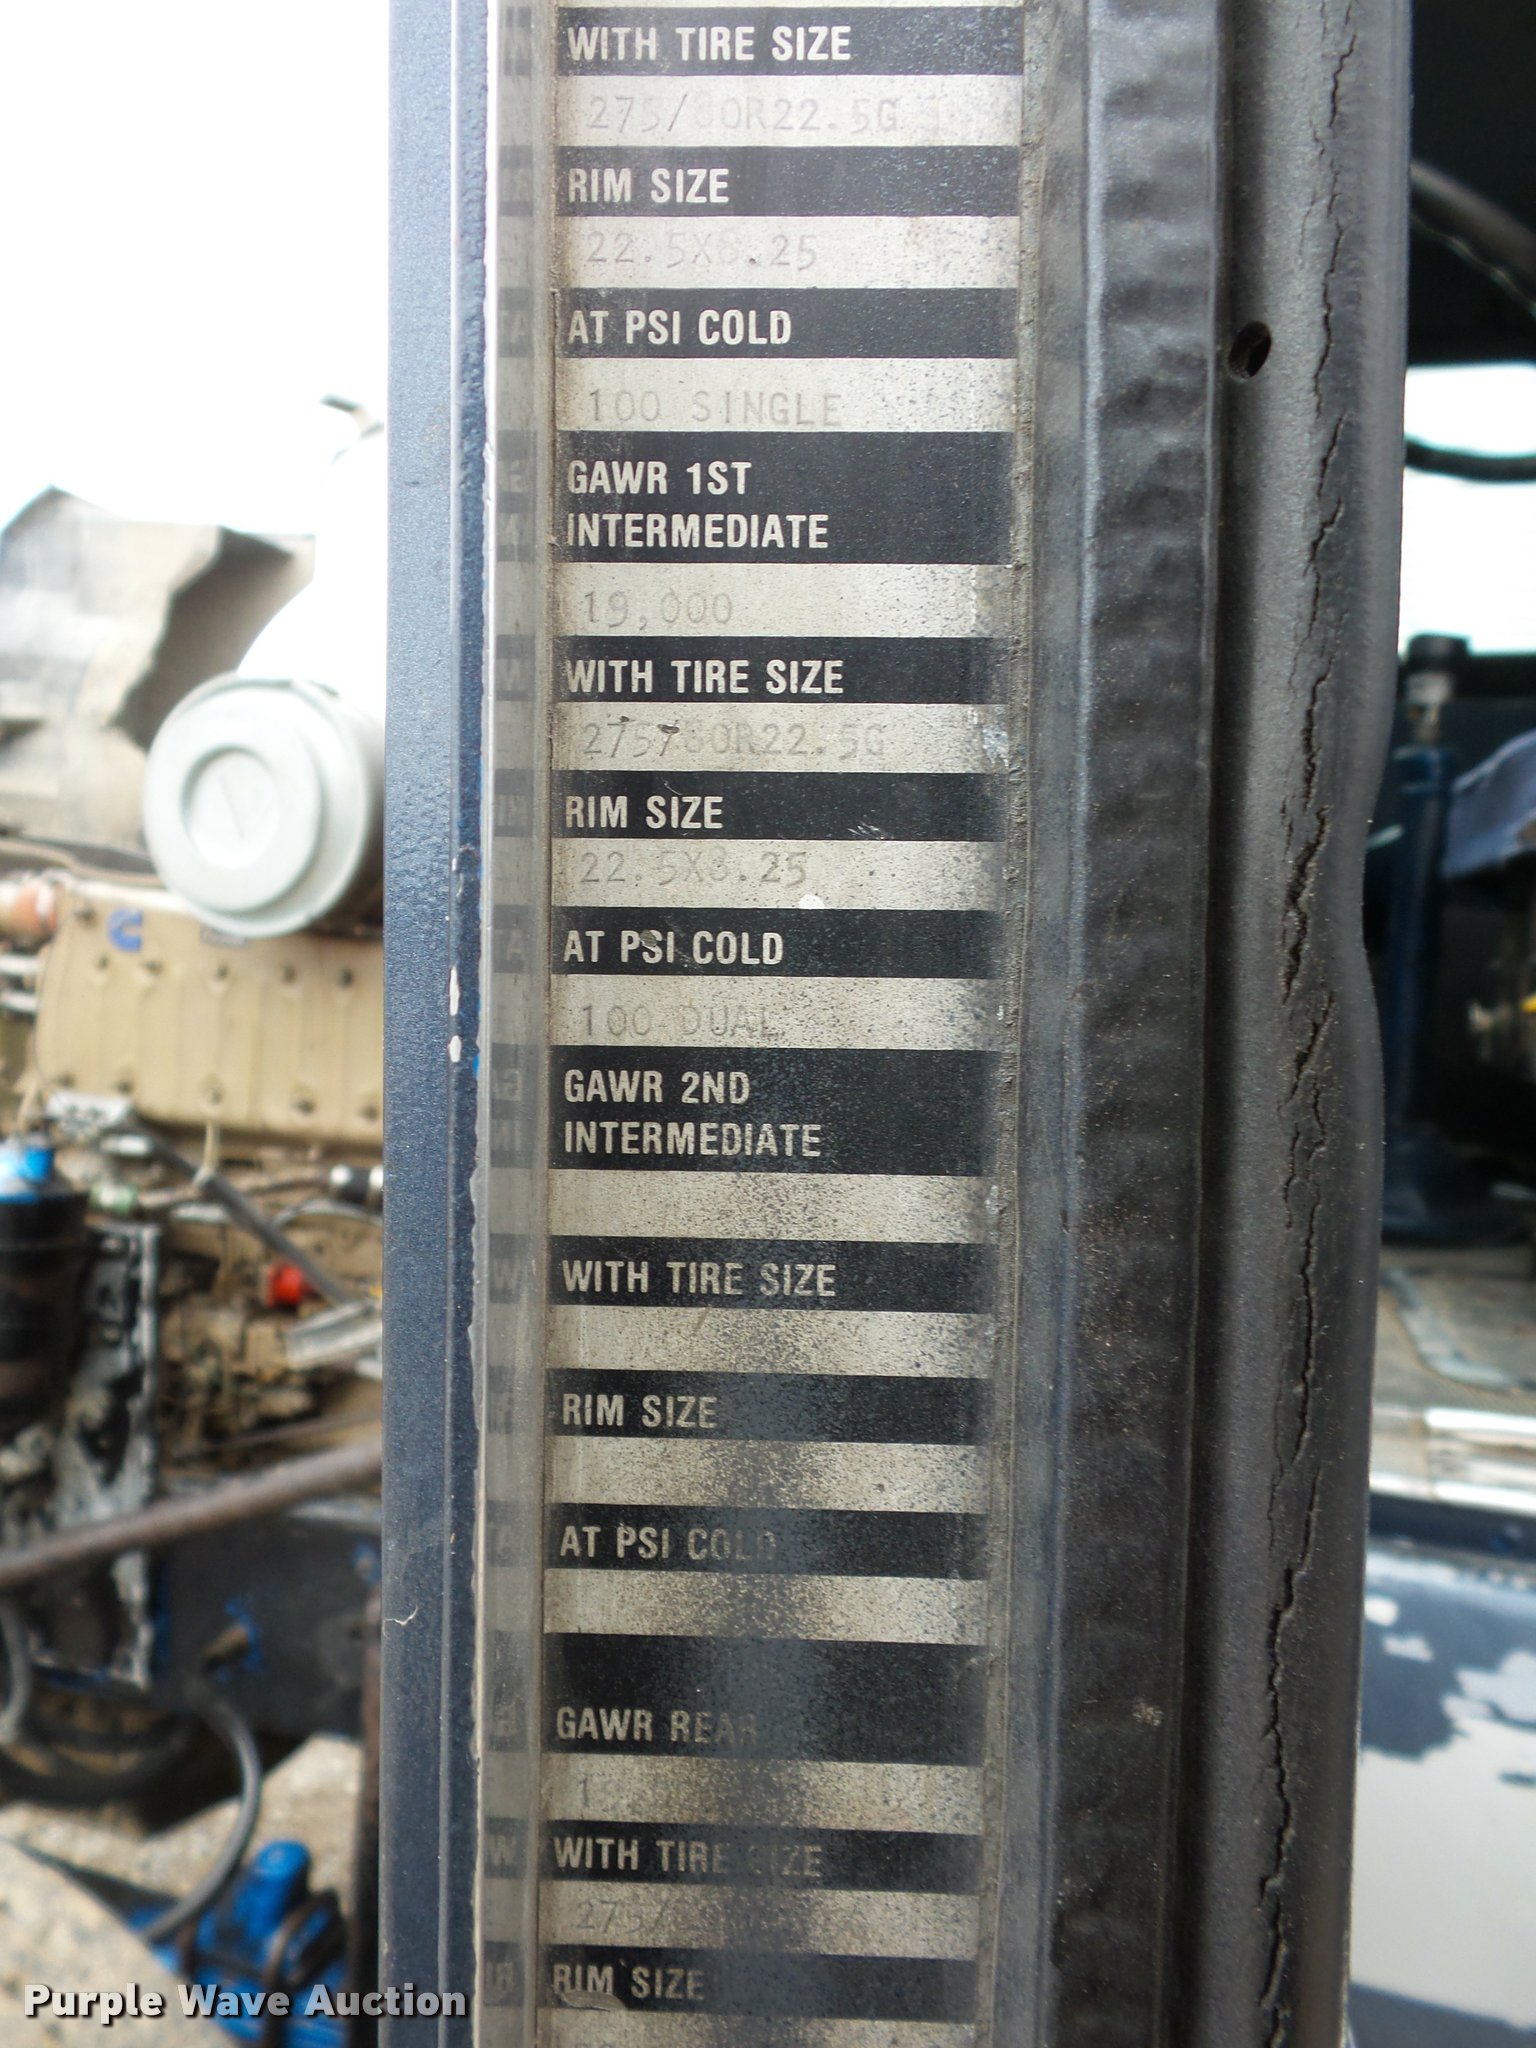 WITH TIRE SIZE
275/80R22.5G
RIM SIZE
22.5X8.25
AT PSI COLD
100 SINGLE
GAWR 1ST
INTERMEDIATE
19,000
WITH TIRE SIZE
275/80R22.5G
RIM SIZE
22.5X8.25
AT PSI COLD
100 DUAL
GAWR 2ND
INTERMEDIATE
WITH TIRE SIZE
RIM SIZE
AT PSI COLD
GAWR REAR
WITH TIRE SIZE
RIM SIZE
Purple Wave Auction